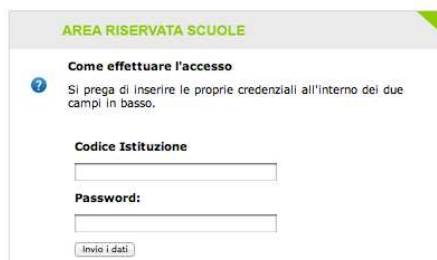 AREA RISERVATA SCUOLE
Come effettuare l'accesso
Si prega di inserire le proprie credenziali all'interno dei due
campi in basso.
Codice Istituzione
Password:
Invio i dati